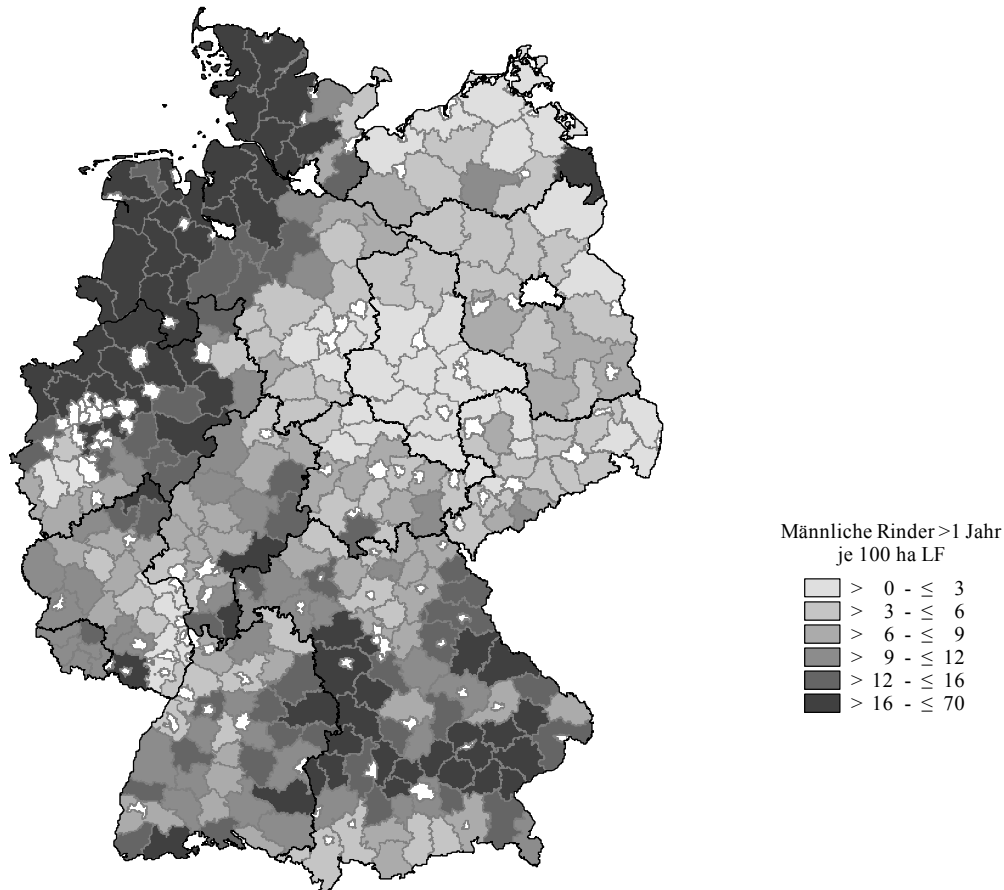 Männliche Rinder >1 Jahr
je 100 ha LF
> 0 - ≤ 3
> 3 - ≤ 6
> 6 - ≤ 9
> 9 - ≤ 12
> 12 - ≤ 16
> 16 - ≤ 70